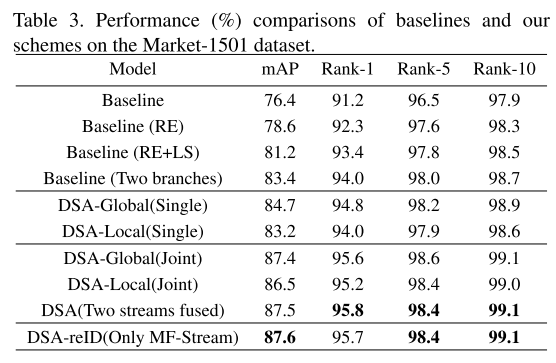 Table 3. Performance (%) comparisons of baselines and our
schemes on the Market-1501 dataset.
Model mAP Rank-1 Rank-5 Rank-10
Baseline 76.4 91.2 96.5 97.9
Baseline (RE) 78.6 92.3 97.6 98.3
Baseline (RE+LS) 81.2 93.4 97.8 98.5
Baseline (Two branches) 83.4 94.0 98.0 98.7
DSA-Global(Single) 84.7 94.8 98.2 98.9
DSA-Local(Single) 83.2 94.0 97.9 98.6
DSA-Global(Joint) 87.4 95.6 98.6 99.1
DSA-Local(Joint) 86.5 95.2 98.4 99.0
DSA(Two streams fused) 87.5 95.8 98.4 99.1
DSA-reID(Only MF-Stream) 87.6 95.7 98.4 99.1